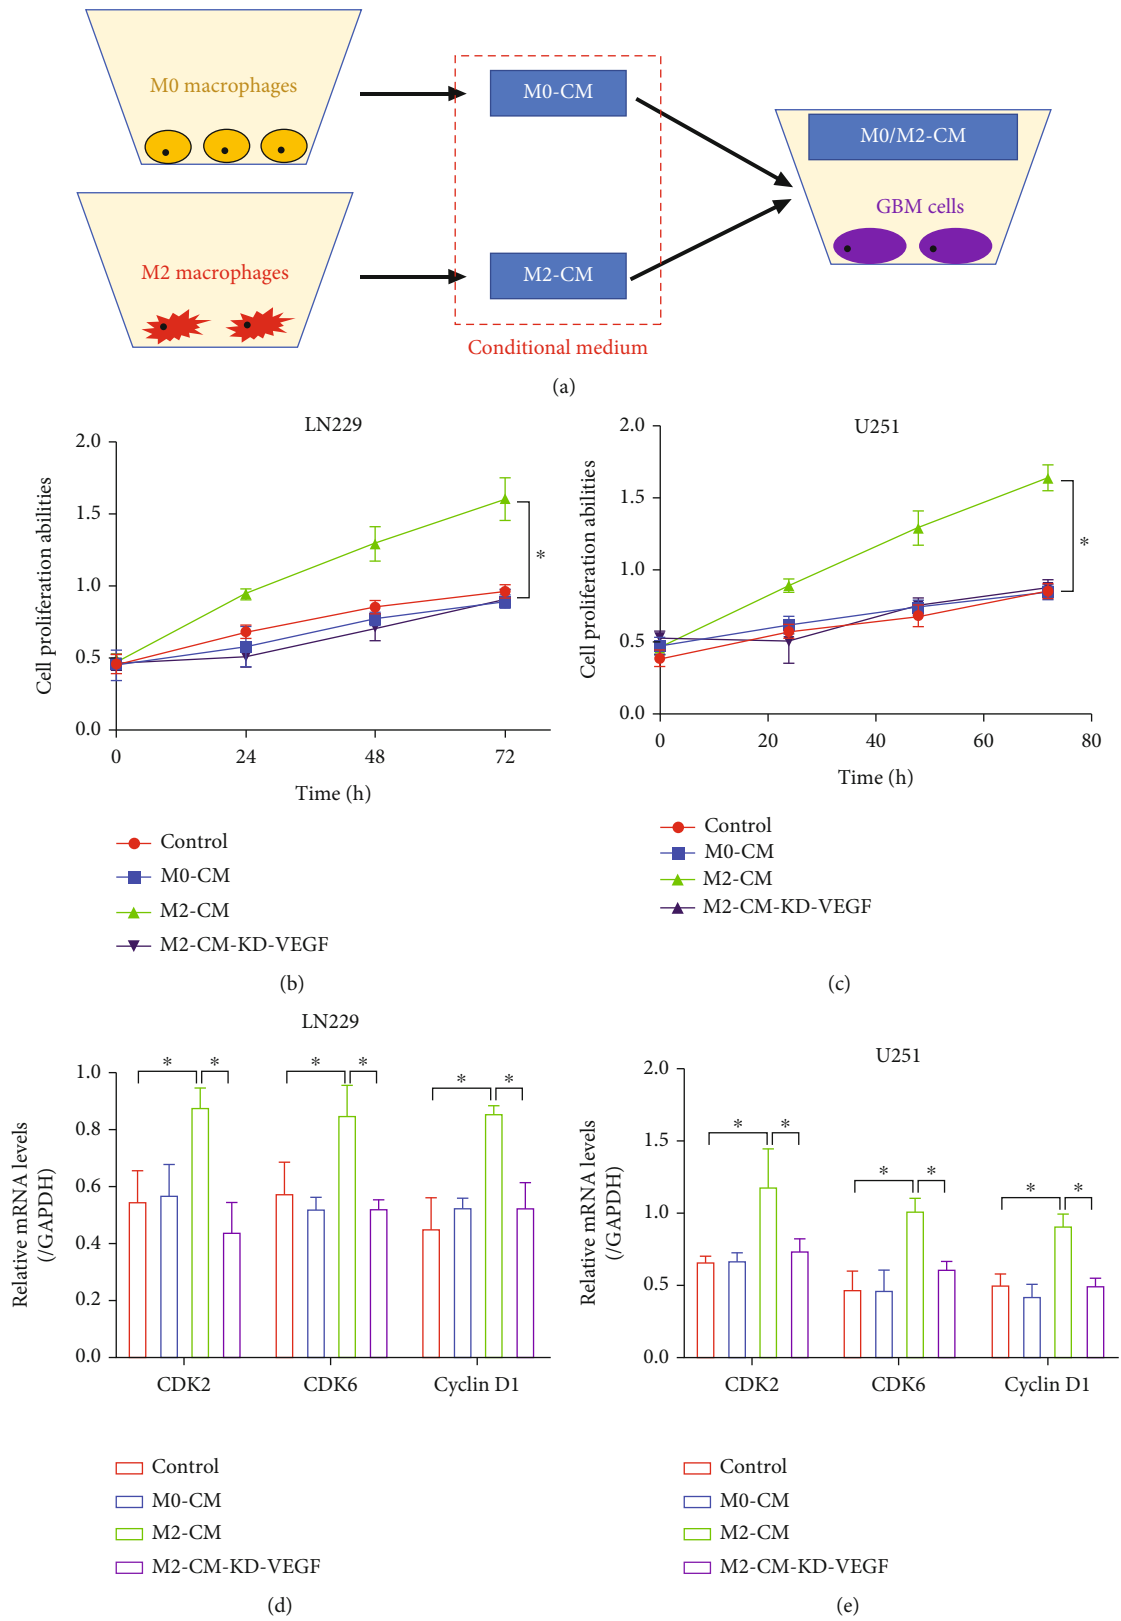 M0 macrophages
M0-CM
M0/M2-CM
GBM cells
M2 macrophages
M2-CM
Conditional medium
(a)
LN229
Cell proliferation abilities
2.0
1.5
1.0
0.5
0.0
*
0
24
48
72
Time (h)
Control
M0-CM
M2-CM
M2-CM-KD-VEGF
(b)
U251
Cell proliferation abilities
2.0
1.5
1.0
0.5
0.0
*
0
20
40
60
80
Time (h)
Control
M0-CM
M2-CM
M2-CM-KD-VEGF
(c)
LN229
Relative mRNA levels
(/GAPDH)
1.0
0.8
0.6
0.4
0.2
0.0
* *
* *
* *
CDK2
CDK6
Cyclin D1
Control
M0-CM
M2-CM
M2-CM-KD-VEGF
(d)
U251
Relative mRNA levels
(/GAPDH)
2.0
1.5
1.0
0.5
0.0
* *
* *
* *
CDK2
CDK6
Cyclin D1
Control
M0-CM
M2-CM
M2-CM-KD-VEGF
(e)